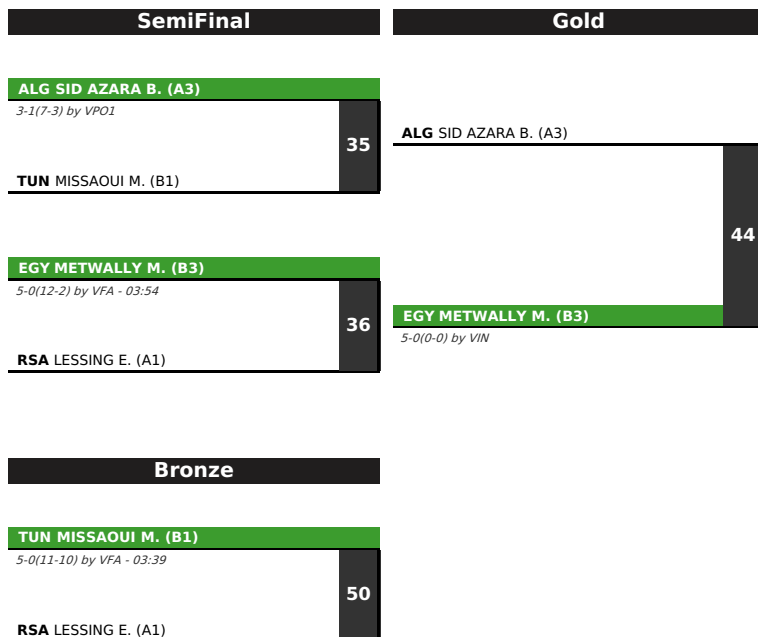 SemiFinal
Gold
ALG SID AZARA B. (A3)
3-1(7-3) by VPO1
35
TUN MISSAOUI M. (B1)
ALG SID AZARA B. (A3)
44
EGY METWALLY M. (B3)
5-0(12-2) by VFA - 03:54
36
RSA LESSING E. (A1)
EGY METWALLY M. (B3)
5-0(0-0) by VIN
Bronze
TUN MISSAOUI M. (B1)
5-0(11-10) by VFA - 03:39
50
RSA LESSING E. (A1)